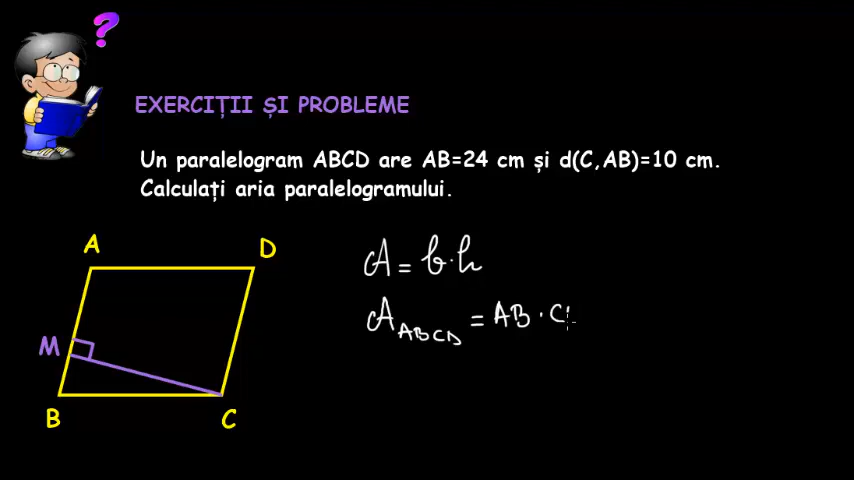 ?
EXERCIȚII ȘI PROBLEME
Un paralelogram ABCD are AB=24 cm și d(C,AB)=10 cm.
Calculați aria paralelogramului.
A
D
M
B
C
A = b·h
A ABCD = AB · C